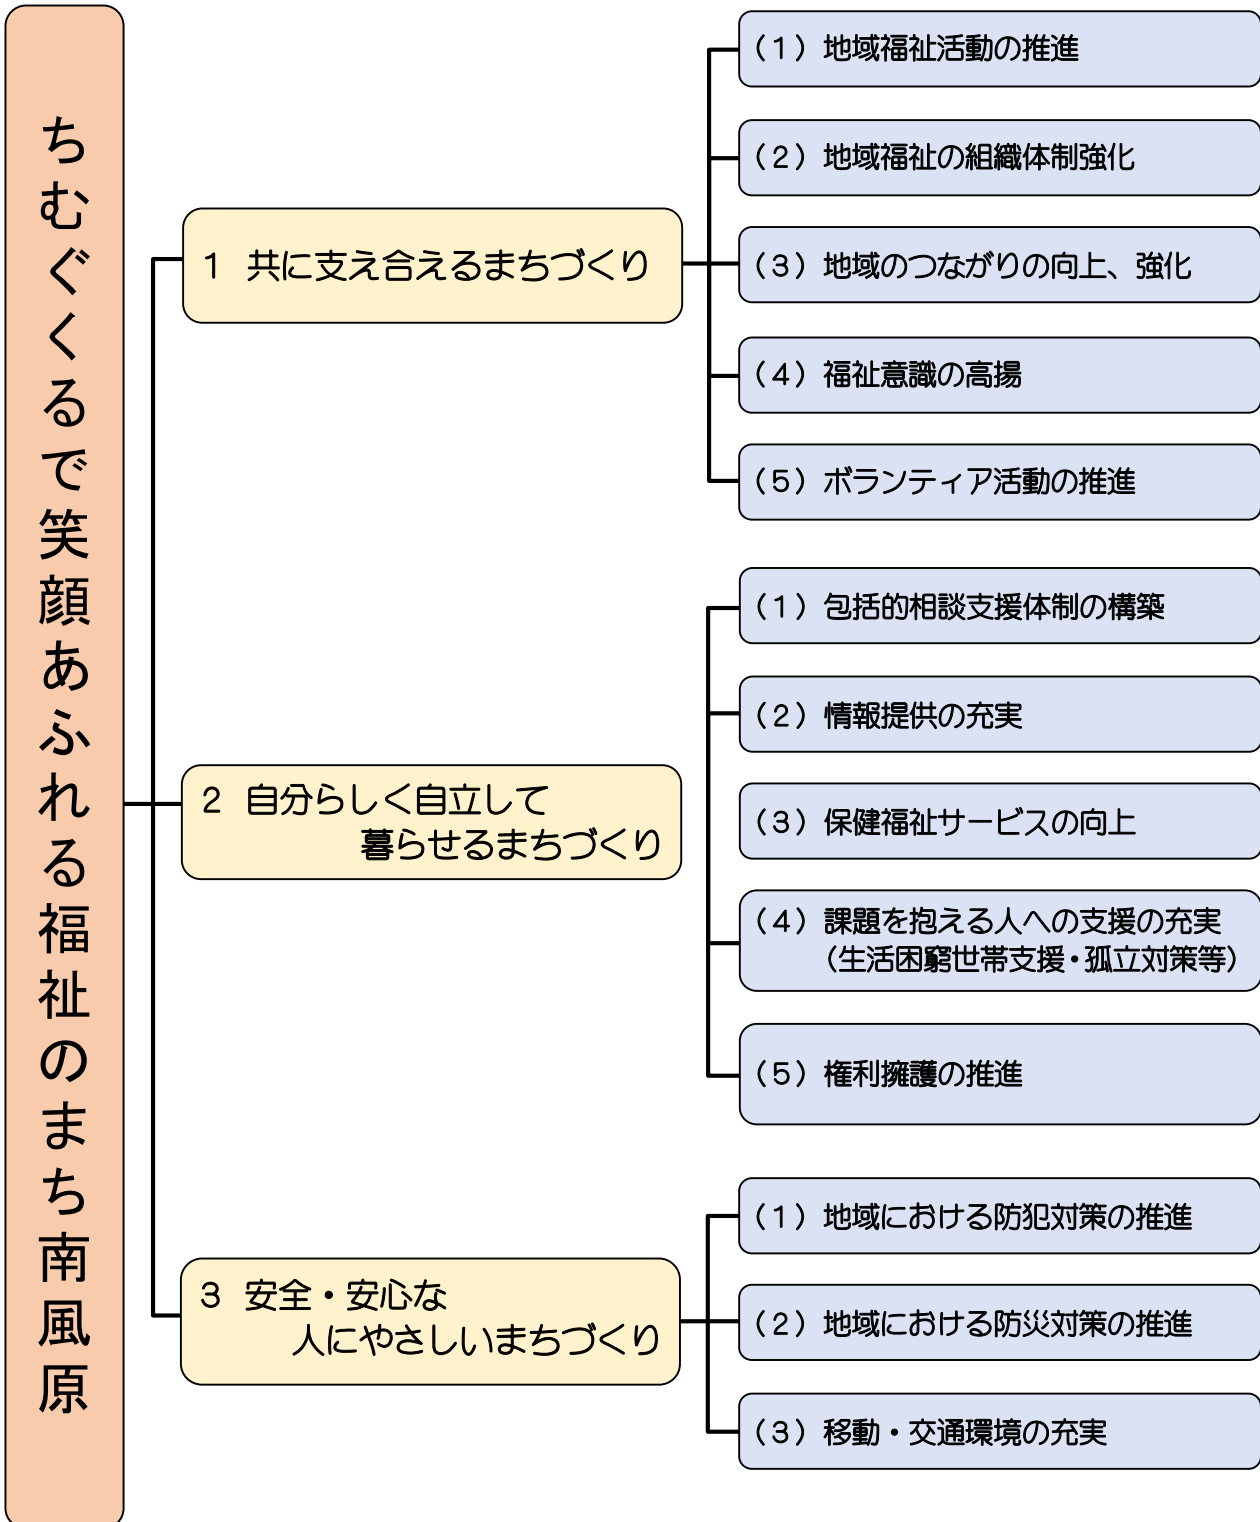 ちむぐくるで笑顔あふれる福祉のまち南風原
1 共に支え合えるまちづくり
(1)地域福祉活動の推進
(2)地域福祉の組織体制強化
(3)地域のつながりの向上、強化
(4)福祉意識の高揚
(5)ボランティア活動の推進
2 自分らしく自立して
暮らせるまちづくり
(1)包括的相談支援体制の構築
(2)情報提供の充実
(3)保健福祉サービスの向上
(4)課題を抱える人への支援の充実
(生活困窮世帯支援・孤立対策等)
(5)権利擁護の推進
3 安全・安心な
人にやさしいまちづくり
(1)地域における防犯対策の推進
(2)地域における防災対策の推進
(3)移動・交通環境の充実